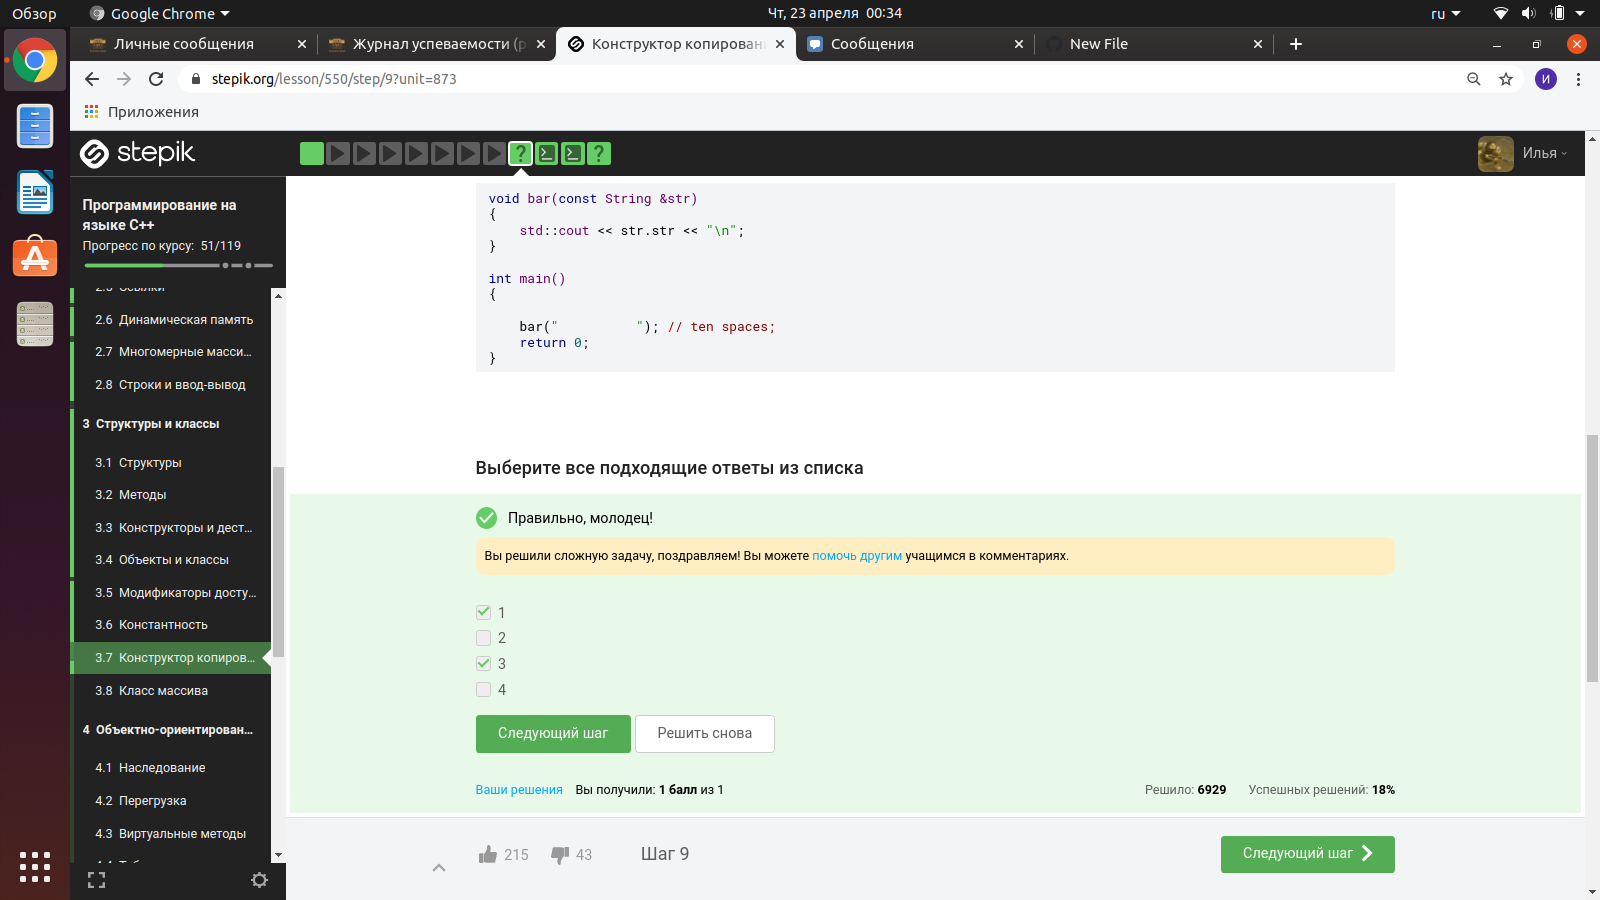 Обзор
Google Chrome
Чт, 23 апреля 00:34
ru
Личные сообщения
Журнал успеваемости (р
Конструктор копирован
Сообщения
New File
stepik.org/lesson/550/step/9?unit=873
И
Приложения
stepik
Илья
Программирование на
языке C++
Прогресс по курсу: 51/119
2.5 Ссылки
2.6 Динамическая память
2.7 Многомерные масси...
2.8 Строки и ввод-вывод
3 Структуры и классы
3.1 Структуры
3.2 Методы
3.3 Конструкторы и дест...
3.4 Объекты и классы
3.5 Модификаторы досту...
3.6 Константность
3.7 Конструктор копиров...
3.8 Класс массива
4 Объектно-ориентирован...
4.1 Наследование
4.2 Перегрузка
4.3 Виртуальные методы
void bar(const String &str)
{
    std::cout << str.str << "\n";
}
int main()
{
    bar("          "); // ten spaces;
    return 0;
}
Выберите все подходящие ответы из списка
Правильно, молодец!
Вы решили сложную задачу, поздравляем! Вы можете помочь другим учащимся в комментариях.
1
2
3
4
Следующий шаг
Решить снова
Ваши решения Вы получили: 1 балл из 1
Решило: 6929 Успешных решений: 18%
215
43
Шаг 9
Следующий шаг